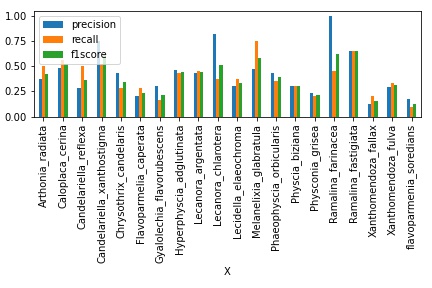 1.00
0.75
0.50
0.25
0.00
precision
recall
f1score
Arthonia_radiata
Caloplaca_cerina
Candelariella_reflexa
Candelariella_xanthostigma
Chrysothrix_candelaris
Flavoparmelia_caperata
Gyalolechia_flavorubescens
Hyperphyscia_adglutinata
Lecanora_argentata
Lecanora_chlarotera
Lecidella_elaeochroma
Melanelixia_glabratula
Phaeophyscia_orbicularis
Physcia_biziana
Physconia_grisea
Ramalina_farinacea
Ramalina_fastigiata
Xanthomendoza_fallax
Xanthomendoza_fulva
flavoparmenia_soredians
X